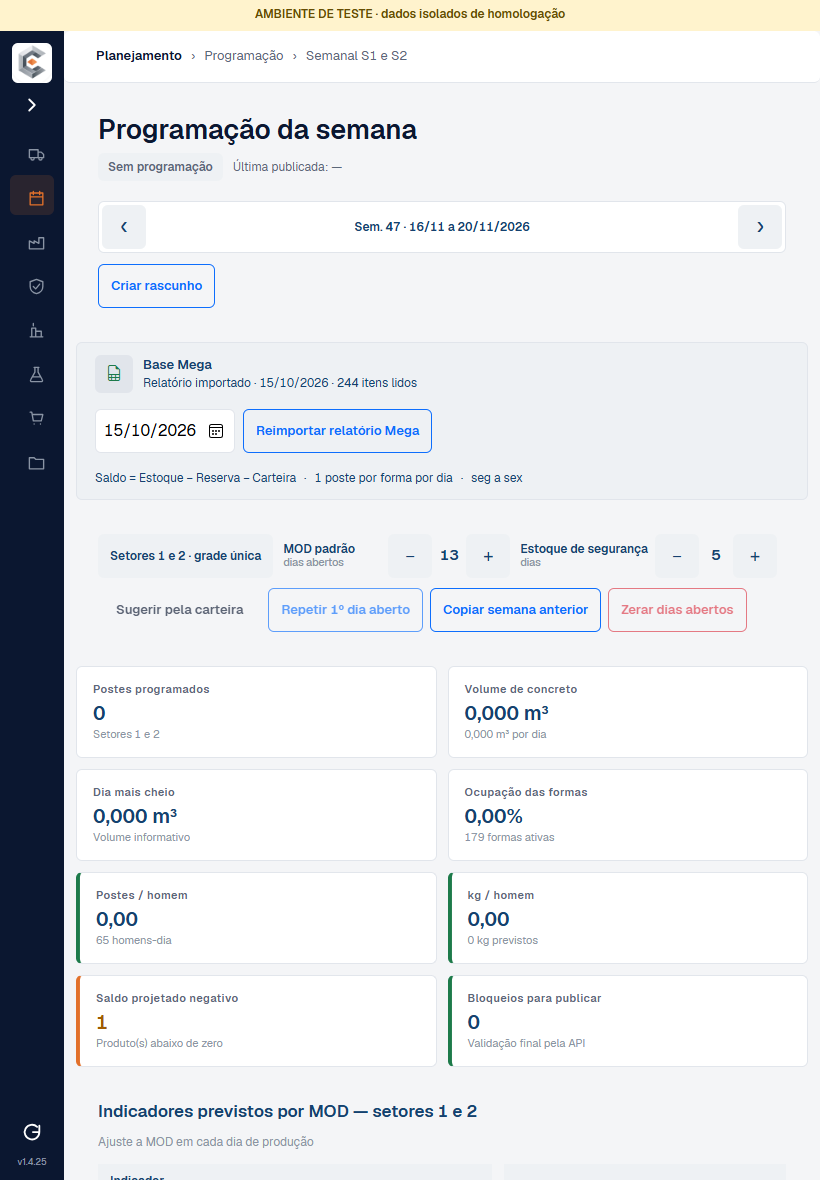 AMBIENTE DE TESTE · dados isolados de homologação
Planejamento › Programação › Semanal S1 e S2
Programação da semana
Sem programação Última publicada: —
‹ Sem. 47 · 16/11 a 20/11/2026 ›
Criar rascunho
Base Mega
Relatório importado · 15/10/2026 · 244 itens lidos
15/10/2026 Reimportar relatório Mega
Saldo = Estoque – Reserva – Carteira · 1 poste por forma por dia · seg a sex
Setores 1 e 2 · grade única MOD padrão − 13 + Estoque de segurança − 5 +
dias abertos dias
Sugerir pela carteira Repetir 1º dia aberto Copiar semana anterior Zerar dias abertos
Postes programados
0
Setores 1 e 2
Volume de concreto
0,000 m³
0,000 m³ por dia
Dia mais cheio
0,000 m³
Volume informativo
Ocupação das formas
0,00%
179 formas ativas
Postes / homem
0,00
65 homens-dia
kg / homem
0,00
0 kg previstos
Saldo projetado negativo
1
Produto(s) abaixo de zero
Bloqueios para publicar
0
Validação final pela API
Indicadores previstos por MOD — setores 1 e 2
Ajuste a MOD em cada dia de produção
Indicador
v1.4.25